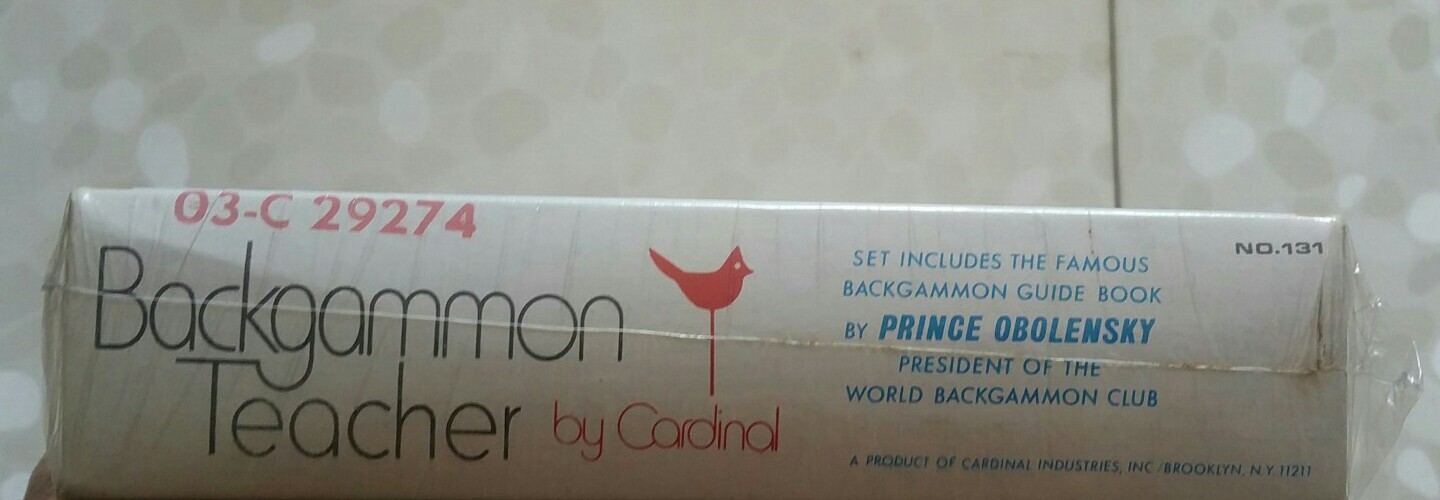 03-C 29274
Backgammon
Teacher by Cardinal
SET INCLUDES THE FAMOUS
BACKGAMMON GUIDE BOOK
BY PRINCE OBOLENSKY
PRESIDENT OF THE
WORLD BACKGAMMON CLUB
NO.131
A PRODUCT OF CARDINAL INDUSTRIES, INC./BROOKLYN, N.Y. 11211